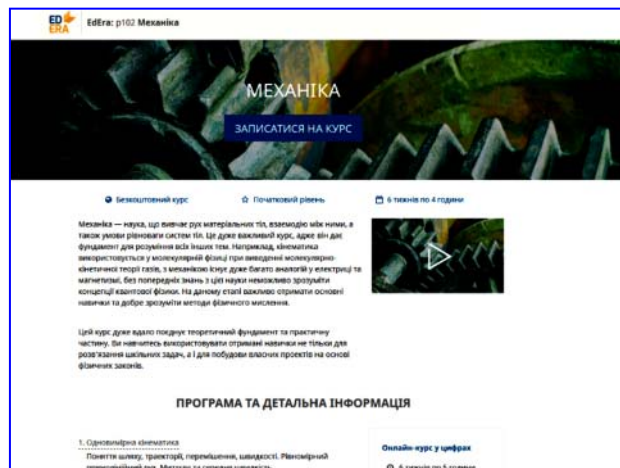 ED
ERA
EdEra: p102 Механіка
МЕХАНІКА
ЗАПИСАТИСЯ НА КУРС
Безкоштовний курс
Початковий рівень
6 тижнів по 4 години
Механіка — наука, що вивчає рух матеріальних тіл, взаємодію між ними, а
також умови рівноваги систем тіл. Це дуже важливий курс, адже він дає
фундамент для розуміння всіх інших тем. Наприклад, кінематика
використовується у молекулярній фізиці при виведенні молекулярно-
кінетичної теорії газів, з механікою існує дуже багато аналогій у електриці та
магнетизмі, без попередніх знань з цієї науки неможливо зрозуміти
концепції квантової фізики. На даному етапі важливо отримати основні
навички та добре зрозуміти методи фізичного мислення.
Цей курс дуже вдало поєднує теоретичний фундамент та практичну
частину. Ви навчитесь використовувати отримані навички не тільки для
розв'язання шкільних задач, а і для побудови власних проектів на основі
фізичних законів.
ПРОГРАМА ТА ДЕТАЛЬНА ІНФОРМАЦІЯ
1. Одновимірна кінематика
Поняття шляху, траєкторії, переміщення, швидкості. Рівномірний
Онлайн-курс у цифрах